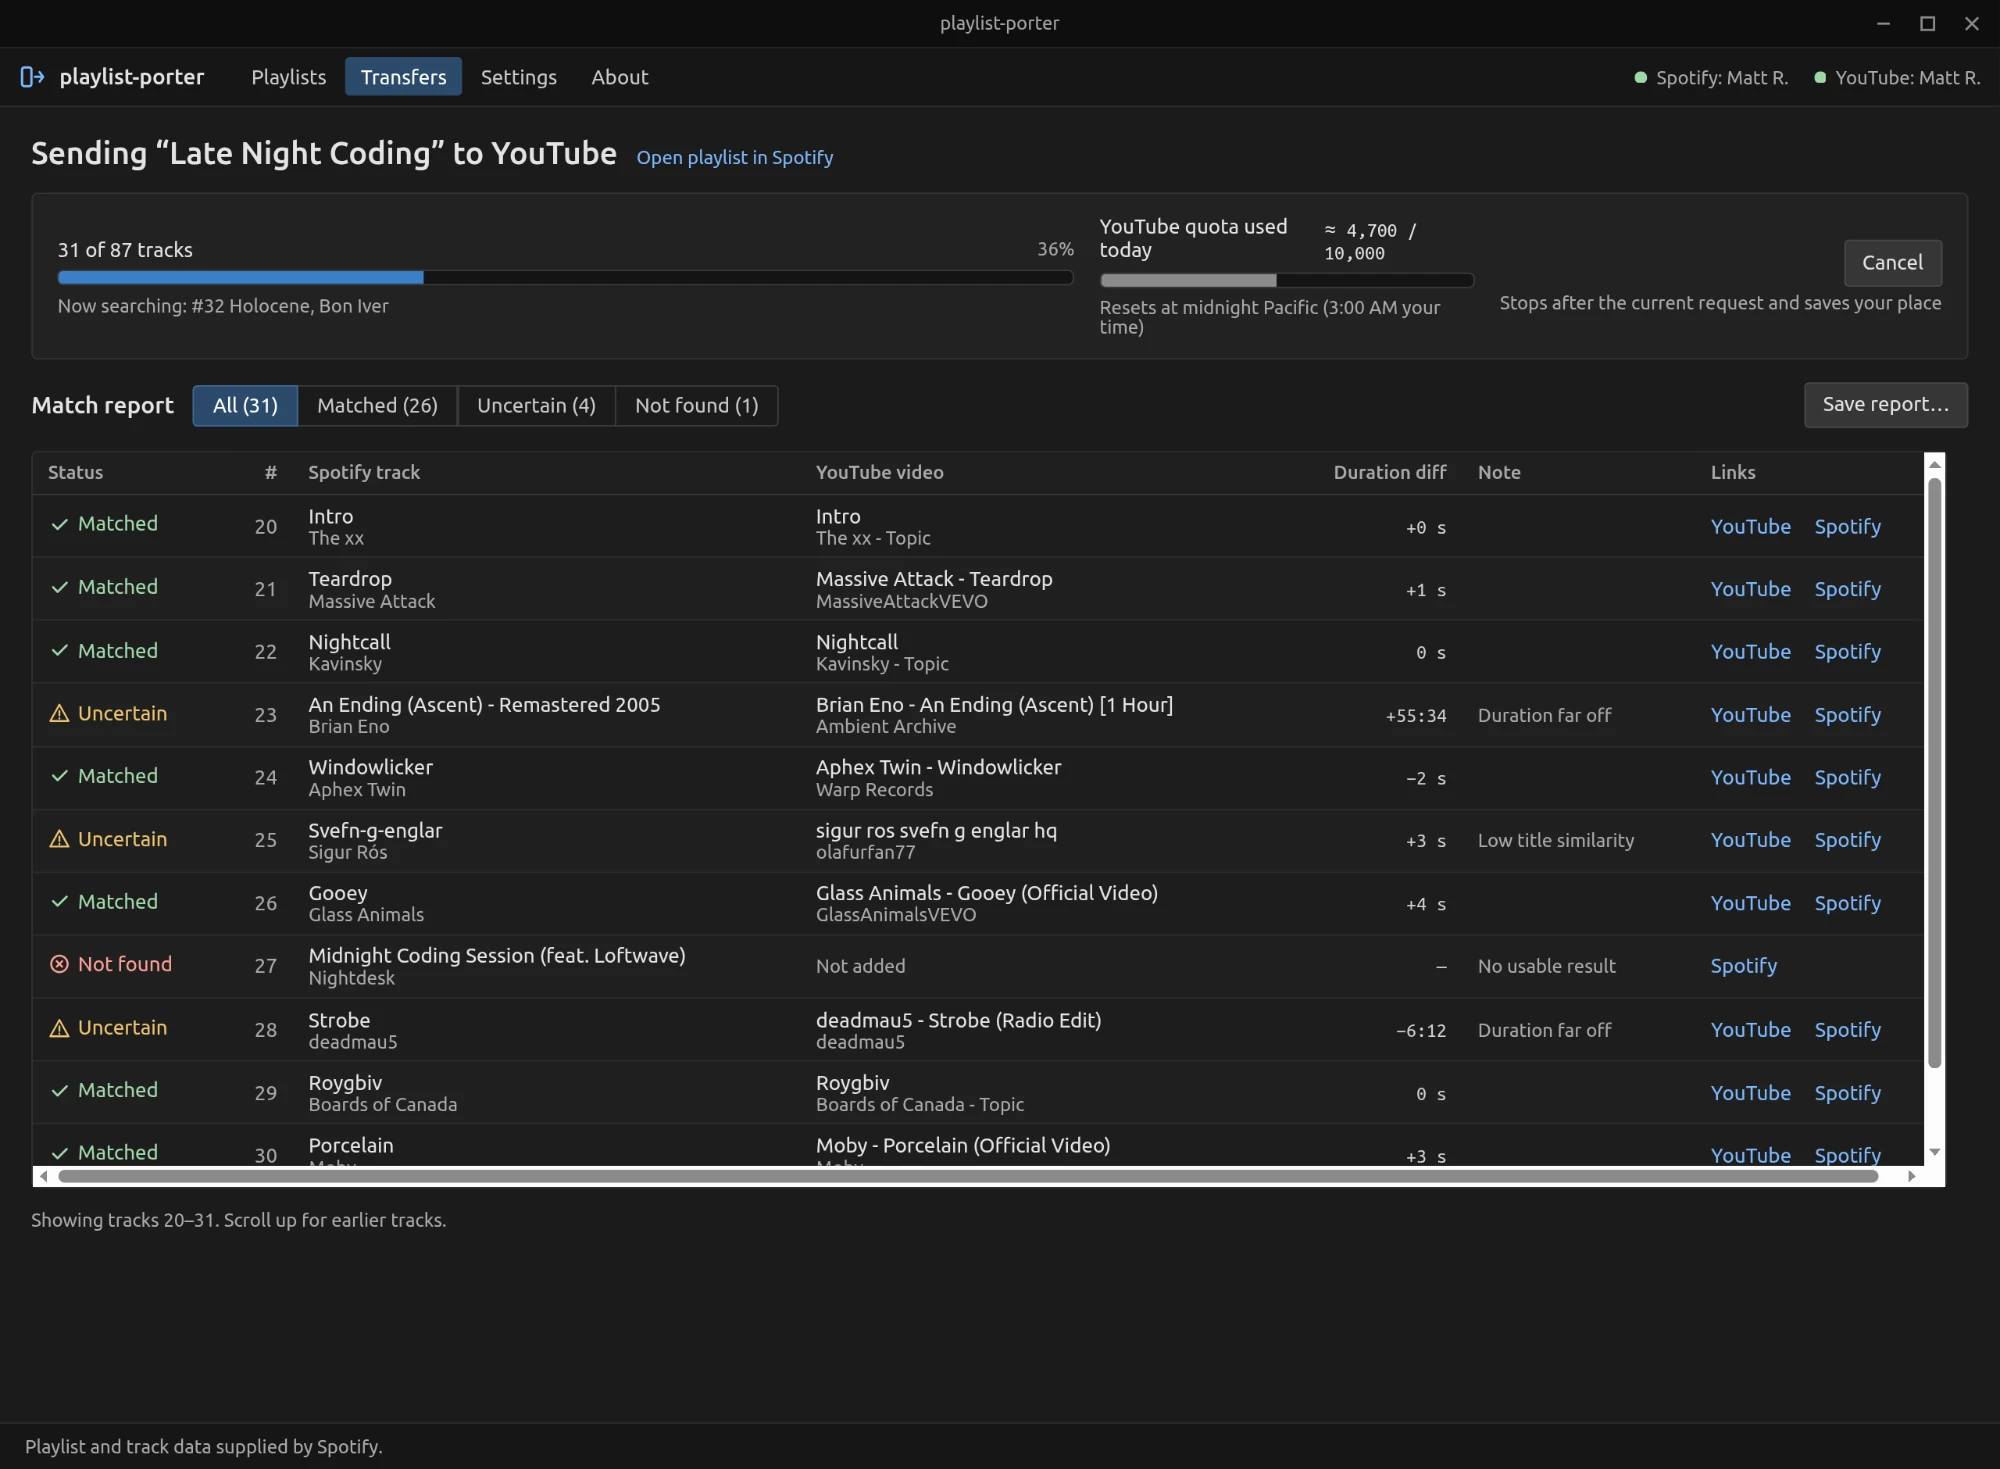 playlist-porter
playlist-porter Playlists Transfers Settings About Spotify: Matt R. YouTube: Matt R.
Sending “Late Night Coding” to YouTube Open playlist in Spotify
31 of 87 tracks 36%
Now searching: #32 Holocene, Bon Iver
YouTube quota used
today
≈ 4,700 /
10,000
Resets at midnight Pacific (3:00 AM your
time)
Cancel
Stops after the current request and saves your place
Match report All (31) Matched (26) Uncertain (4) Not found (1) Save report…
Status # Spotify track YouTube video Duration diff Note Links
Matched 20 Intro Intro +0 s YouTube Spotify
The xx The xx - Topic
Matched 21 Teardrop Massive Attack - Teardrop +1 s YouTube Spotify
Massive Attack MassiveAttackVEVO
Matched 22 Nightcall Nightcall 0 s YouTube Spotify
Kavinsky Kavinsky - Topic
Uncertain 23 An Ending (Ascent) - Remastered 2005 Brian Eno - An Ending (Ascent) [1 Hour] +55:34 Duration far off YouTube Spotify
Brian Eno Ambient Archive
Matched 24 Windowlicker Aphex Twin - Windowlicker −2 s YouTube Spotify
Aphex Twin Warp Records
Uncertain 25 Svefn-g-englar sigur ros svefn g englar hq +3 s Low title similarity YouTube Spotify
Sigur Rós olafurfan77
Matched 26 Gooey Glass Animals - Gooey (Official Video) +4 s YouTube Spotify
Glass Animals GlassAnimalsVEVO
Not found 27 Midnight Coding Session (feat. Loftwave) Not added – No usable result Spotify
Nightdesk
Uncertain 28 Strobe deadmau5 - Strobe (Radio Edit) −6:12 Duration far off YouTube Spotify
deadmau5 deadmau5
Matched 29 Roygbiv Roygbiv 0 s YouTube Spotify
Boards of Canada Boards of Canada - Topic
Matched 30 Porcelain Moby - Porcelain (Official Video) +3 s YouTube Spotify
Showing tracks 20–31. Scroll up for earlier tracks.
Playlist and track data supplied by Spotify.